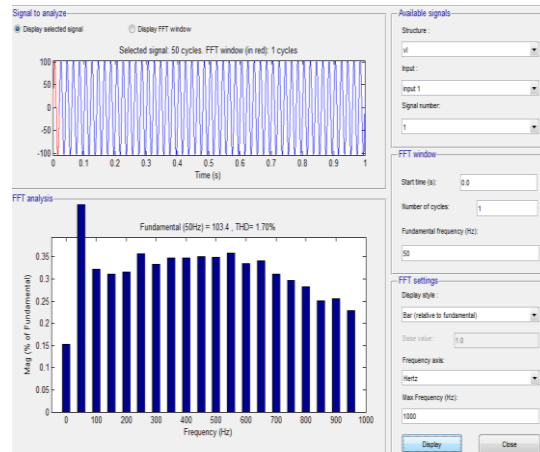 Signal to analyze
Display selected signal
Display FFT window
Selected signal: 50 cycles. FFT window (in red): 1 cycles
100
50
0
-50
-100
0 0.1 0.2 0.3 0.4 0.5 0.6 0.7 0.8 0.9 1
Time (s)
FFT analysis
Fundamental (50Hz) = 103.4 , THD= 1.70%
0.35
0.3
0.25
0.2
0.15
0.1
0.05
0
Mag (% of Fundamental)
0 100 200 300 400 500 600 700 800 900 1000
Frequency (Hz)
Available signals
Structure :
vl
Input :
input 1
Signal number:
1
FFT window
Start time (s): 0.0
Number of cycles: 1
Fundamental frequency (Hz):
50
FFT settings
Display style :
Bar (relative to fundamental)
Base value : 1.0
Frequency axis:
Hertz
Max Frequency (Hz):
1000
Display
Close